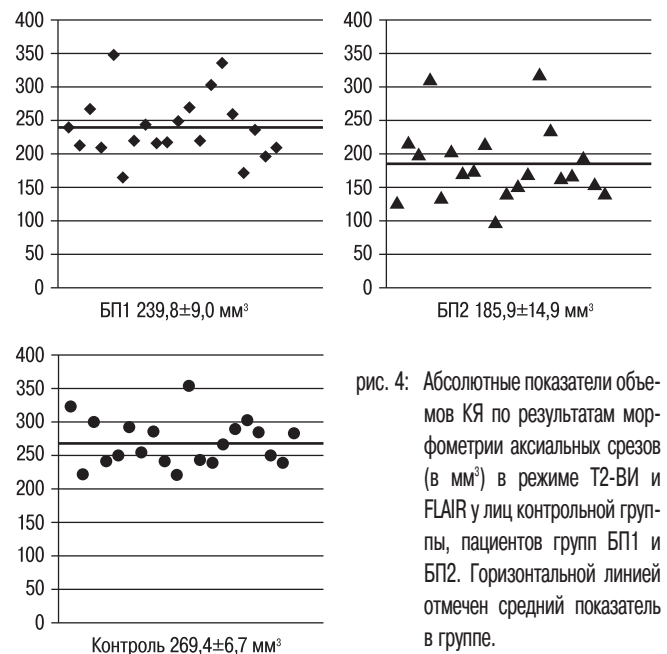 400
350
300
250
200
150
100
50
0
БП1 239,8±9,0 мм³
400
350
300
250
200
150
100
50
0
БП2 185,9±14,9 мм³
400
350
300
250
200
150
100
50
0
Контроль 269,4±6,7 мм³
рис. 4: Абсолютные показатели объе-
мов КЯ по результатам мор-
фометрии аксиальных срезов
(в мм³) в режиме Т2-ВИ и
FLAIR у лиц контрольной груп-
пы, пациентов групп БП1 и
БП2. Горизонтальной линией
отмечен средний показатель
в группе.